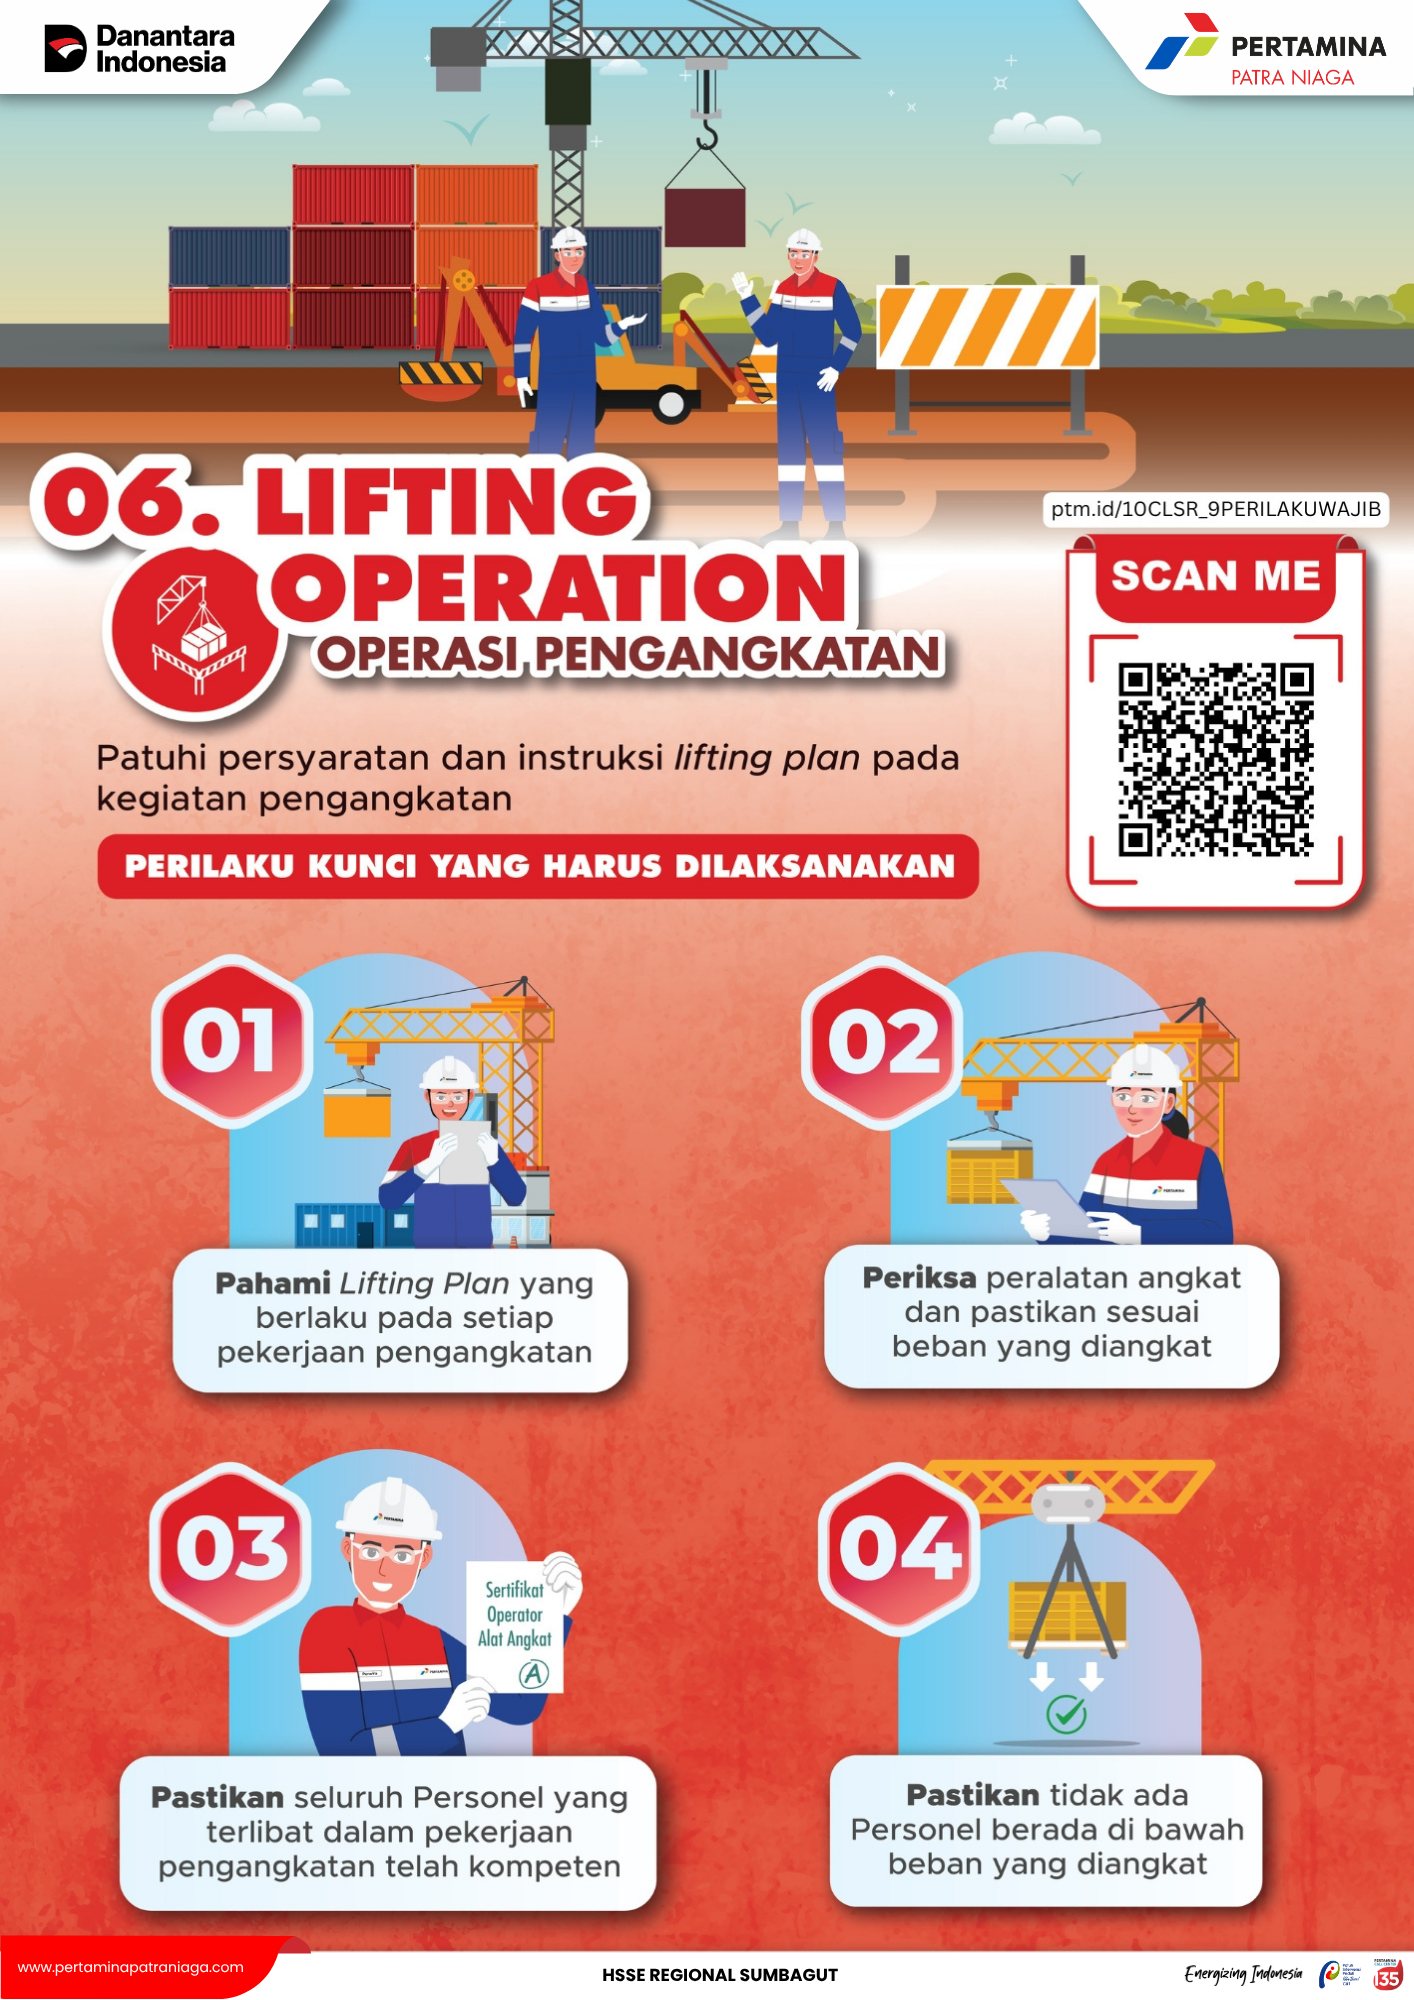 Danantara
Indonesia
PERTAMINA
PATRA NIAGA
06. LIFTING
OPERATION
OPERASI PENGANGKATAN
ptm.id/10CLSR_9PERILAKUWAJIB
SCAN ME
Patuhi persyaratan dan instruksi lifting plan pada
kegiatan pengangkatan
PERILAKU KUNCI YANG HARUS DILAKSANAKAN
01
Pahami Lifting Plan yang
berlaku pada setiap
pekerjaan pengangkatan
02
PERTAMINA
Periksa peralatan angkat
dan pastikan sesuai
beban yang diangkat
03
PERTAMINA
Sertifikat
Operator
Alat Angkat
A
Pastikan seluruh Personel yang
terlibat dalam pekerjaan
pengangkatan telah kompeten
04
Pastikan tidak ada
Personel berada di bawah
beban yang diangkat
www.pertaminapatraniaga.com
HSSE REGIONAL SUMBAGUT
Energizing Indonesia
135